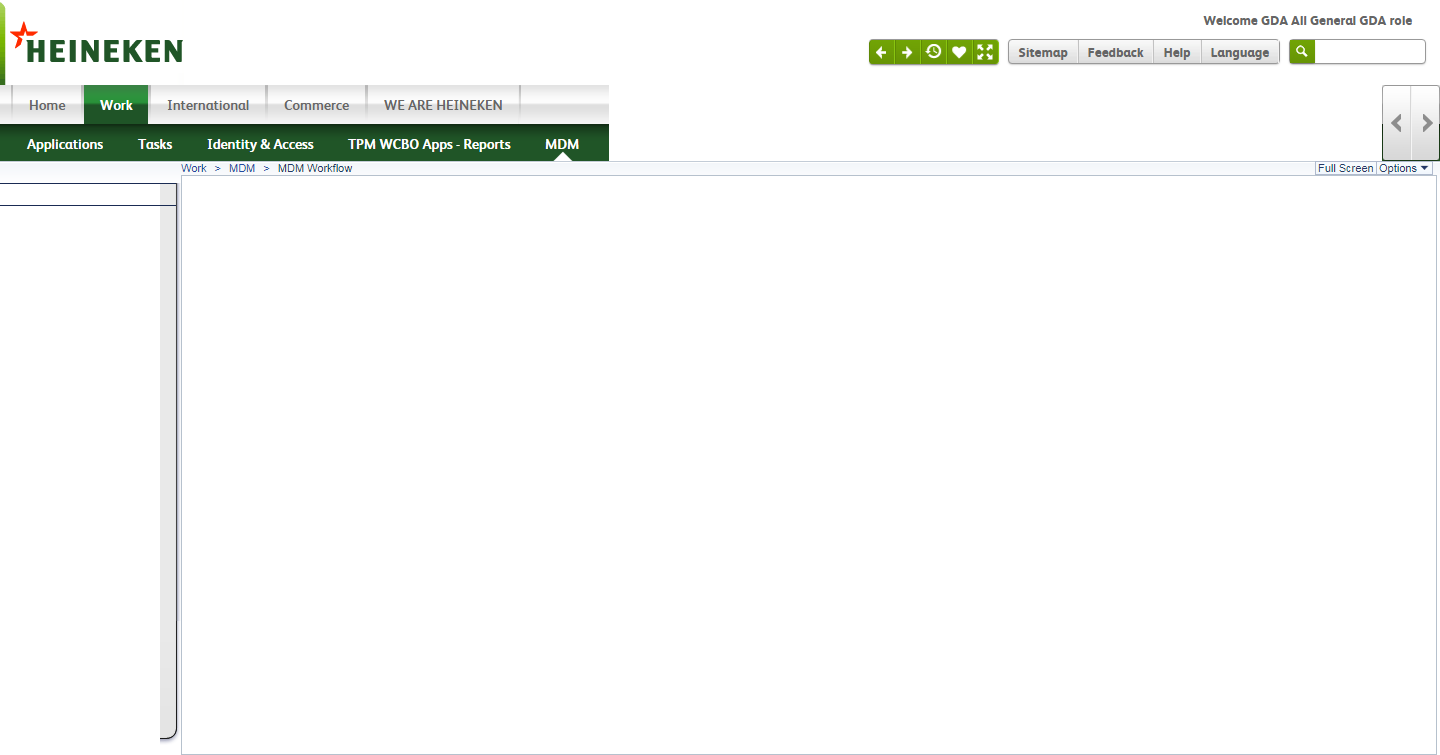 Welcome GDA All General GDA role
HEINEKEN
Sitemap Feedback Help Language
Home Work International Commerce WE ARE HEINEKEN
Applications Tasks Identity & Access TPM WCBO Apps - Reports MDM
Work > MDM > MDM Workflow Full Screen Options